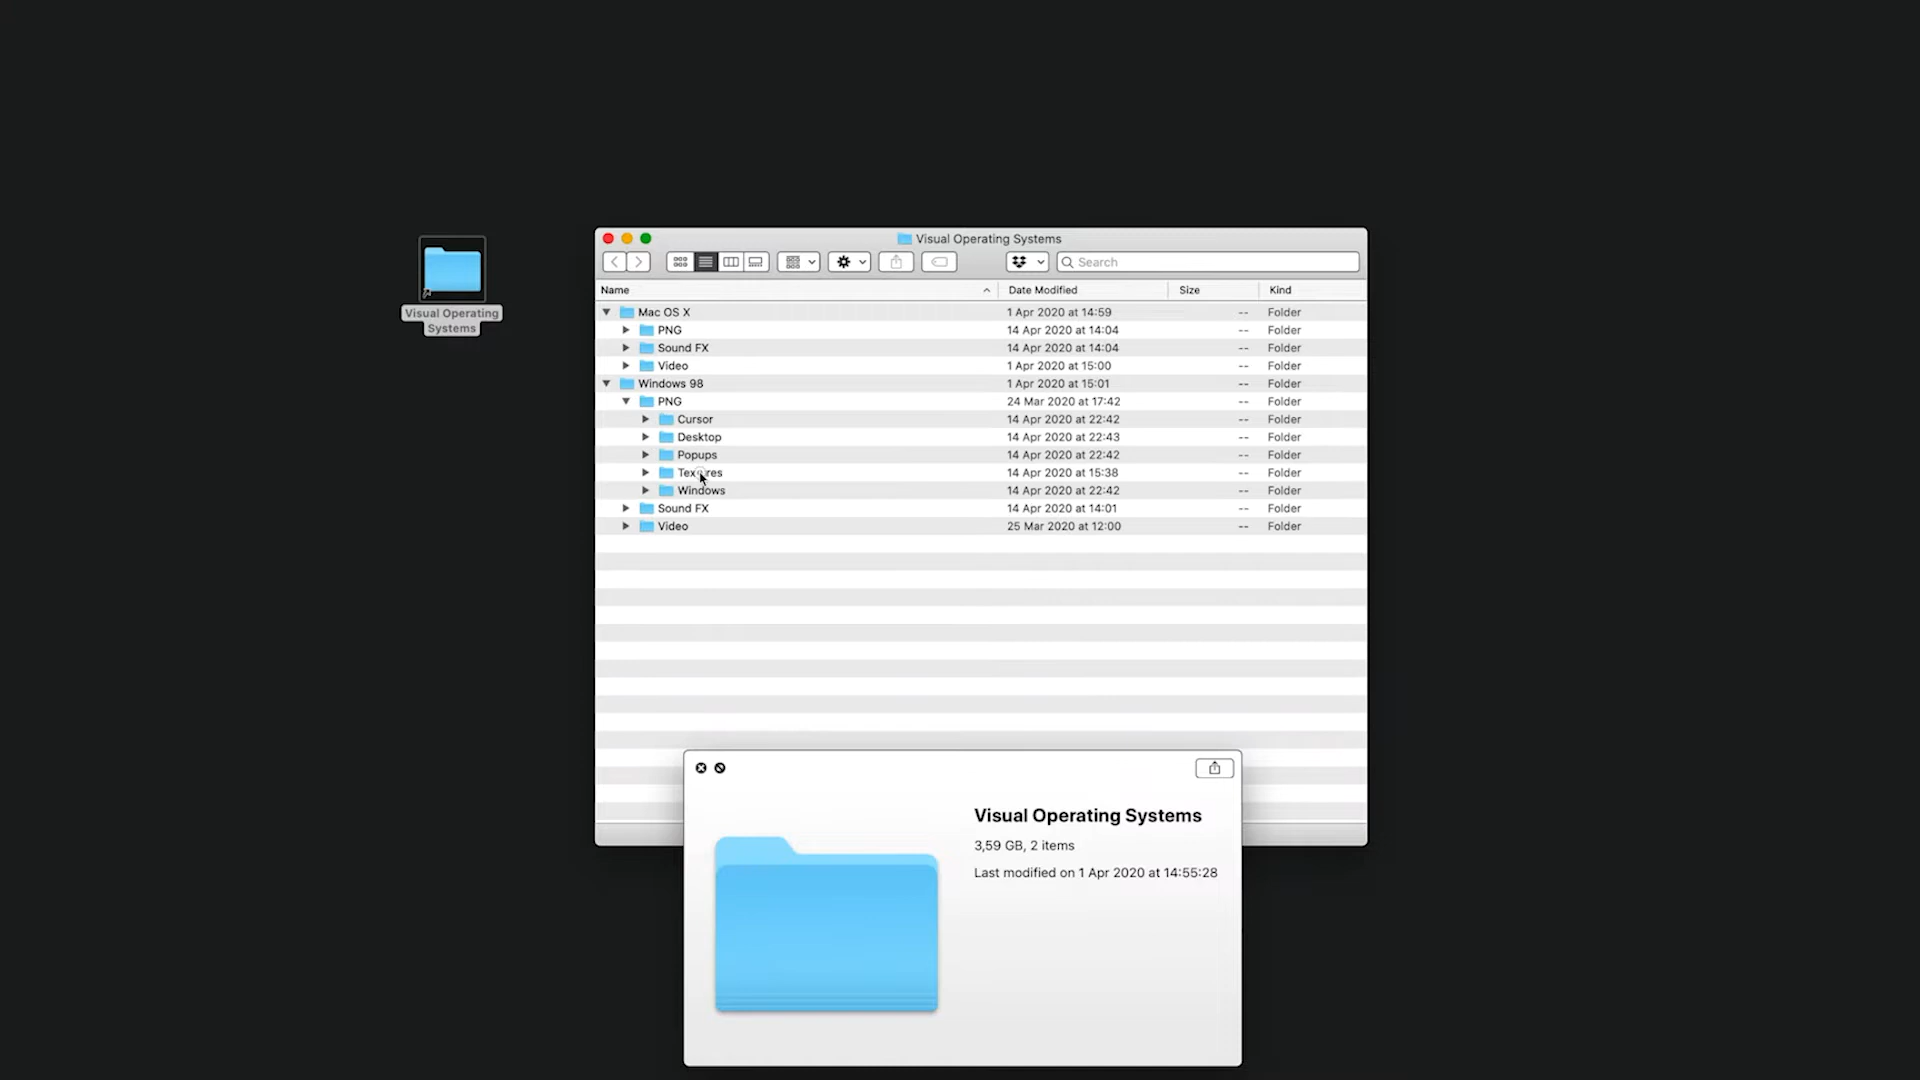 Visual Operating
Systems
Visual Operating Systems
Search
Name Date Modified Size Kind
Mac OS X 1 Apr 2020 at 14:59 -- Folder
PNG 14 Apr 2020 at 14:04 -- Folder
Sound FX 14 Apr 2020 at 14:04 -- Folder
Video 1 Apr 2020 at 15:00 -- Folder
Windows 98 1 Apr 2020 at 15:01 -- Folder
PNG 24 Mar 2020 at 17:42 -- Folder
Cursor 14 Apr 2020 at 22:42 -- Folder
Desktop 14 Apr 2020 at 22:43 -- Folder
Popups 14 Apr 2020 at 22:42 -- Folder
Textures 14 Apr 2020 at 15:38 -- Folder
Windows 14 Apr 2020 at 22:42 -- Folder
Sound FX 14 Apr 2020 at 14:01 -- Folder
Video 25 Mar 2020 at 12:00 -- Folder
Visual Operating Systems
3,59 GB, 2 items
Last modified on 1 Apr 2020 at 14:55:28